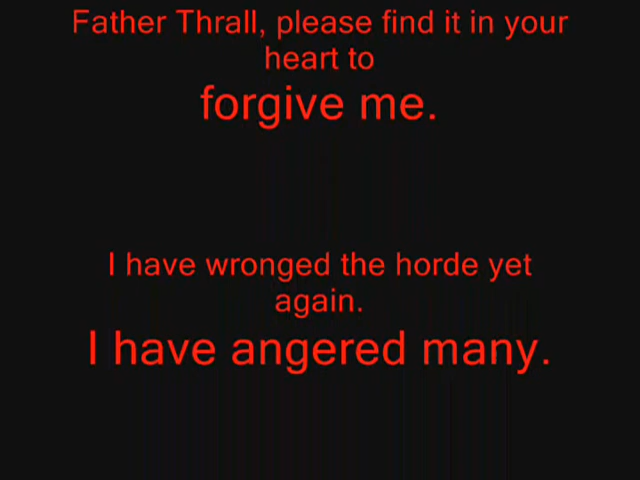 Father Thrall, please find it in your
heart to
forgive me.
I have wronged the horde yet
again.
I have angered many.